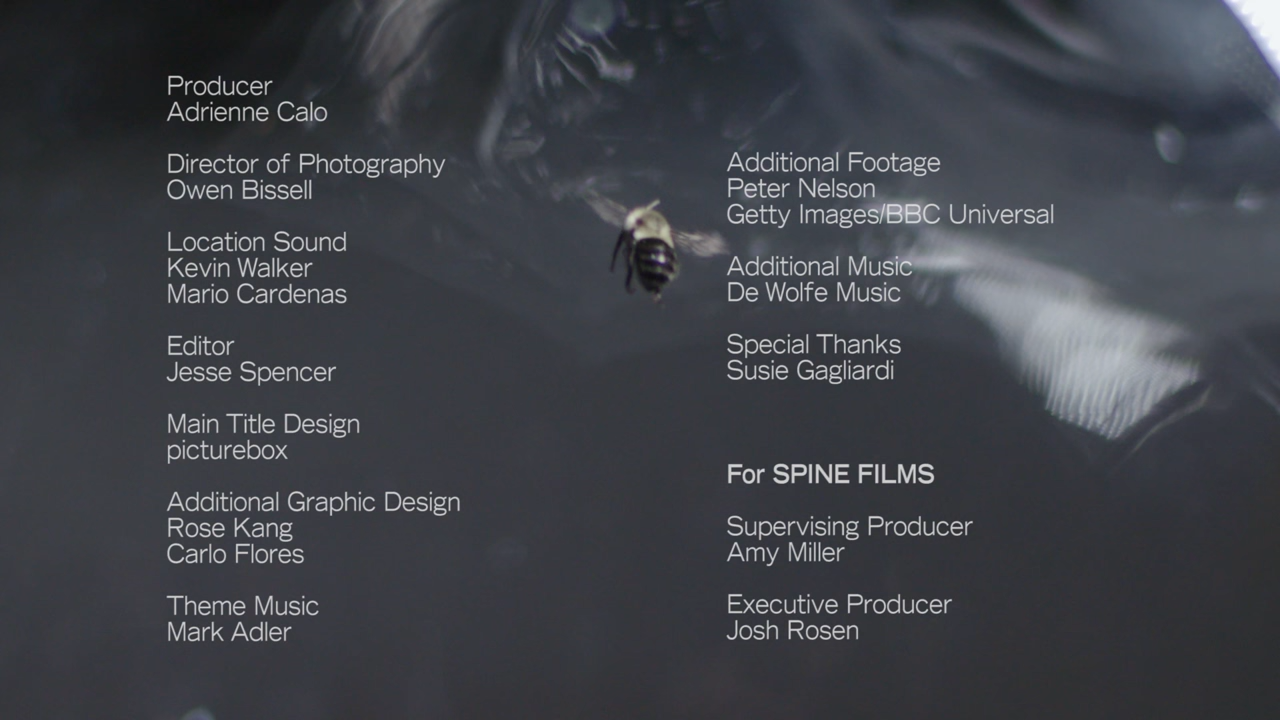 Producer
Adrienne Calo
Director of Photography
Owen Bissell
Location Sound
Kevin Walker
Mario Cardenas
Editor
Jesse Spencer
Main Title Design
picturebox
Additional Graphic Design
Rose Kang
Carlo Flores
Theme Music
Mark Adler
Additional Footage
Peter Nelson
Getty Images/BBC Universal
Additional Music
De Wolfe Music
Special Thanks
Susie Gagliardi
For SPINE FILMS
Supervising Producer
Amy Miller
Executive Producer
Josh Rosen